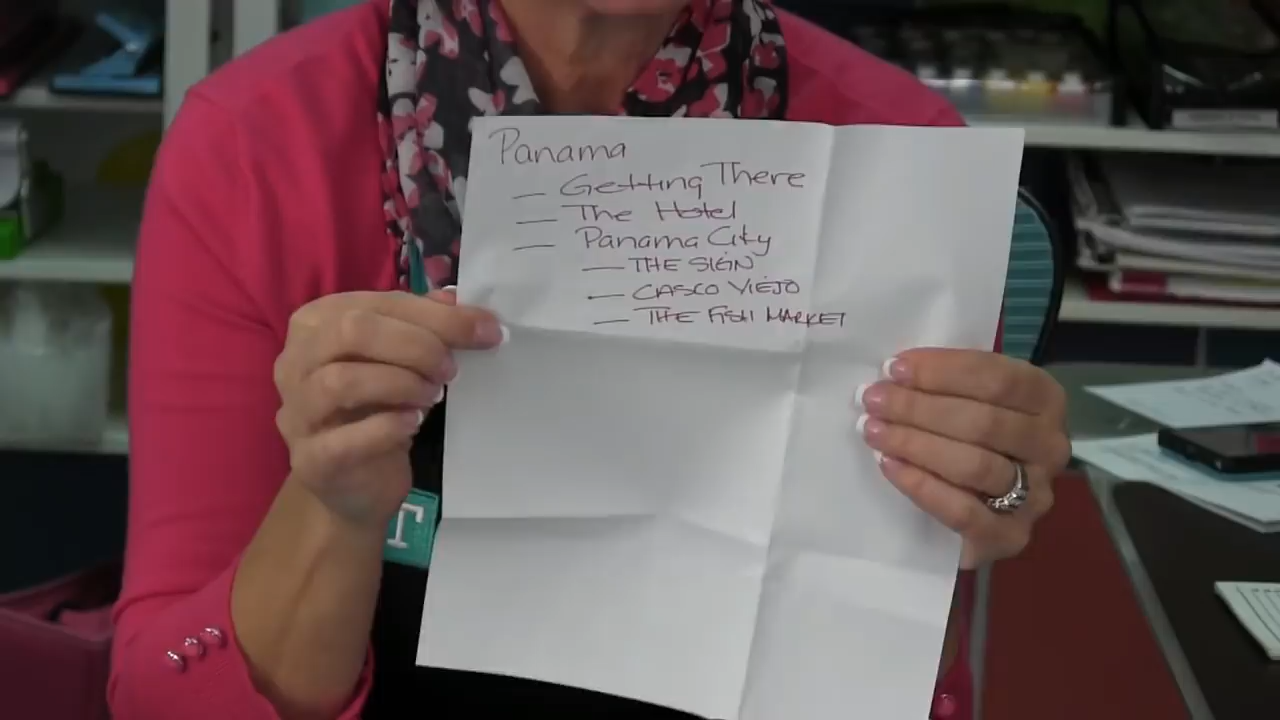 Panama
— Getting There
— The Hotel
— Panama City
— THE SIGN
— CASCO VIEJO
— THE FISH MARKET
T